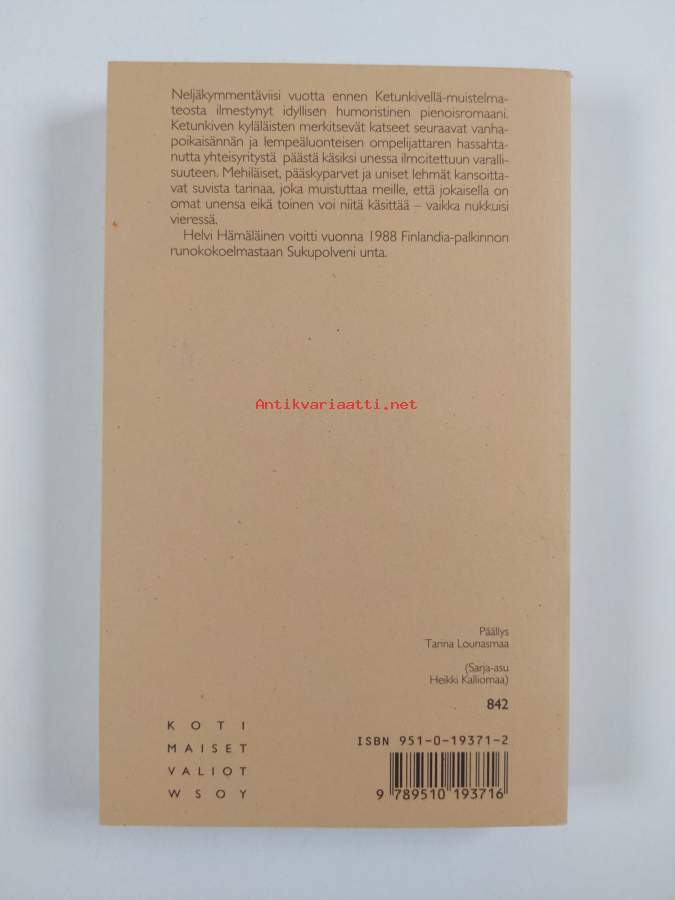 Neljäkymmentäviisi vuotta ennen Ketunkivellä-muistelma-
teosta ilmestynyt idyllisen humoristinen pienoisromaani.
Ketunkiven kyläläisten merkitsevät katseet seuraavat vanha-
poikaisännän ja lempeäluonteisen ompelijattaren hassahta-
nutta yhteisyritystä päästä käsiksi unessa ilmoitettuun varalli-
suuteen. Mehiläiset, pääskyparvet ja uniset lehmät kansoitta-
vat suvista tarinaa, joka muistuttaa meille, että jokaisella on
omat unensa eikä toinen voi niitä käsittää – vaikka nukkuisi
vieressä.
Helvi Hämäläinen voitti vuonna 1988 Finlandia-palkinnon
runokokoelmastaan Sukupolveni unta.
Antikvariaatti.net
Päällys
Tanna Lounasmaa
(Sarja-asu
Heikki Kalliomaa)
842
KOTI
MAISET
VALIOT
WSOY
ISBN 951-0-19371-2
9 789510 193716